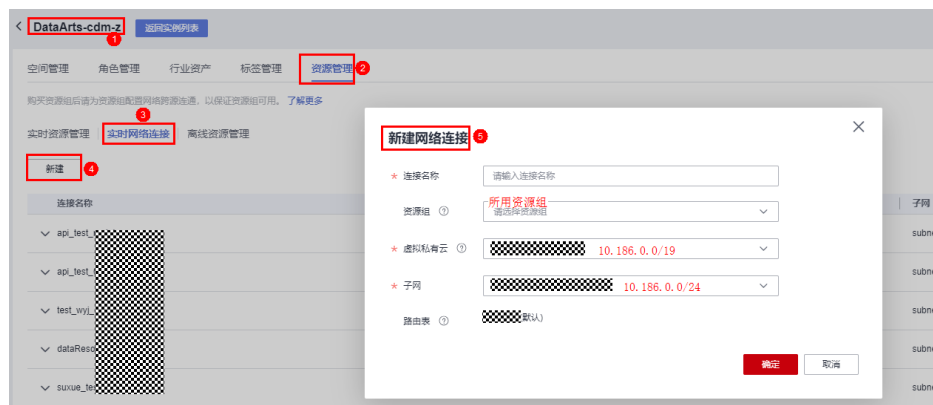 DataArts-cdm-z 返回实例列表
1
空间管理 角色管理 行业资产 标签管理 资源管理 2
购买资源组后请为资源组配置网络跨源连通，以保证资源组可用。 了解更多
3
实时资源管理 实时网络连接 离线资源管理
新建 4
连接名称 子网
api_test_ subn
api_test_ subn
test_wyj_ subn
dataReso subn
suxue_te subn
新建网络连接 5
* 连接名称 请输入连接名称
所用资源组
资源组 请选择资源组
* 虚拟私有云 10.186.0.0/19
* 子网 10.186.0.0/24
路由表 默认)
确定 取消